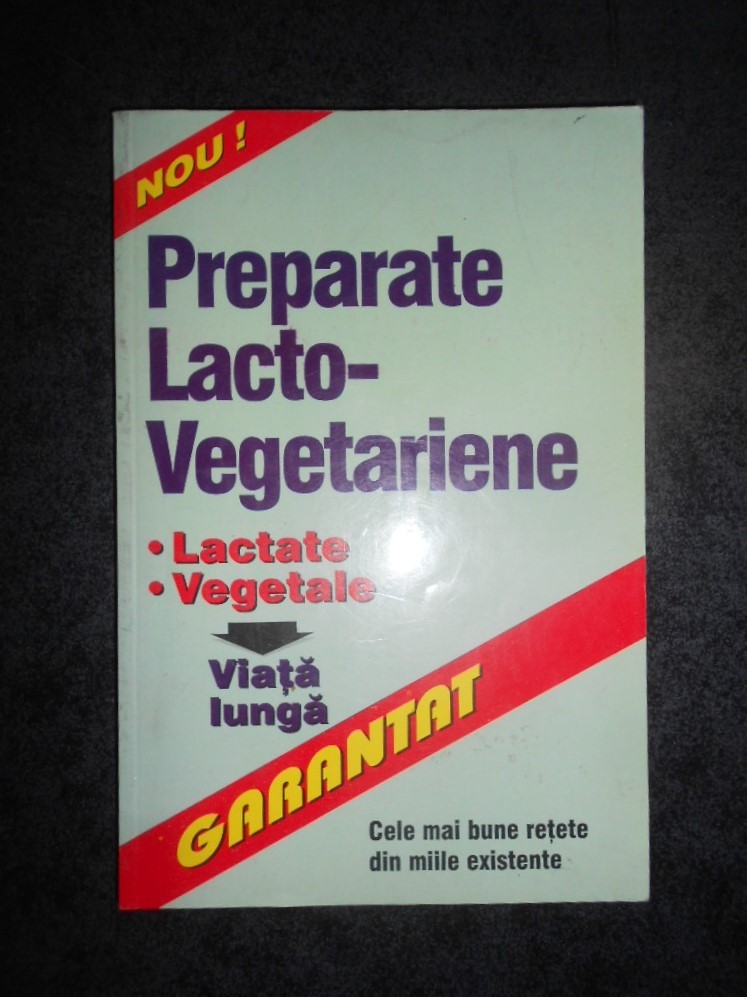 NOU !
Preparate
Lacto-
Vegetariene
• Lactate
• Vegetale
Viață
lungă
GARANTAT
Cele mai bune rețete
din miile existente